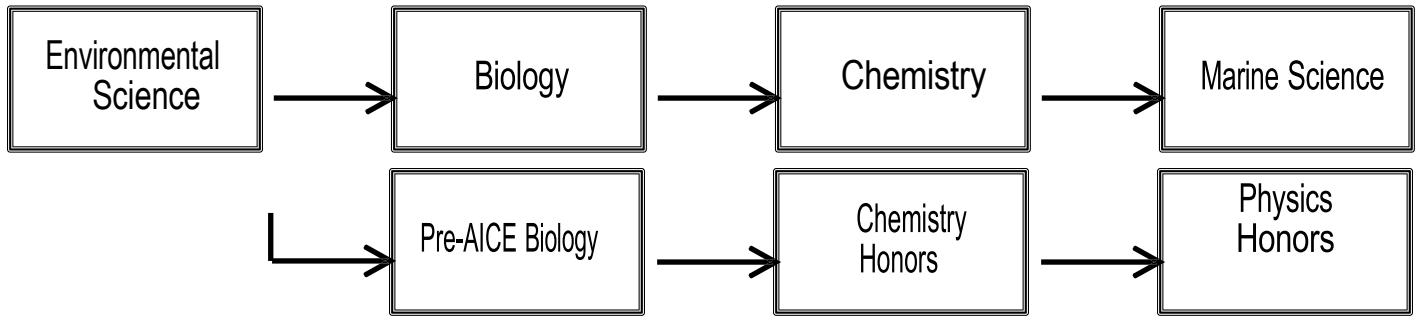 Environmental
Science
Biology
Chemistry
Marine Science
Pre-AICE Biology
Chemistry
Honors
Physics
Honors